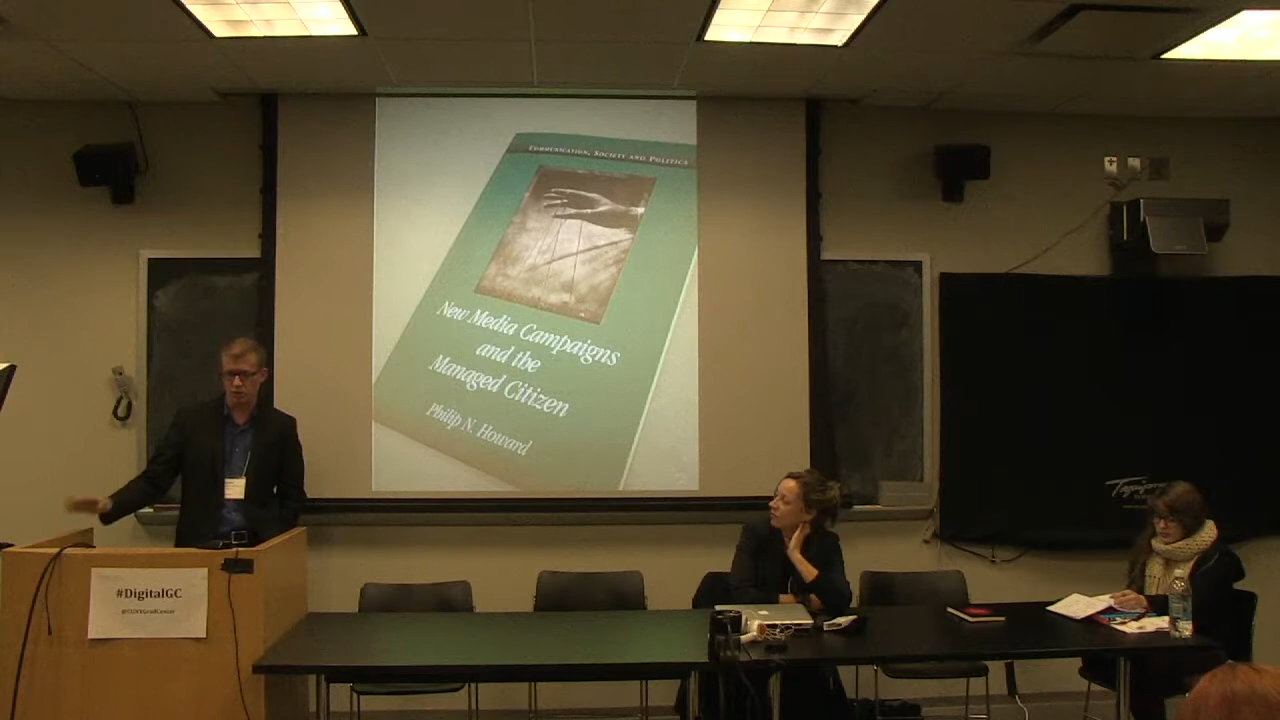 COMMUNICATION, SOCIETY AND POLITICS
New Media Campaigns
and the
Managed Citizen
Philip N. Howard
#DigitalGC
@CUNYGradCenter